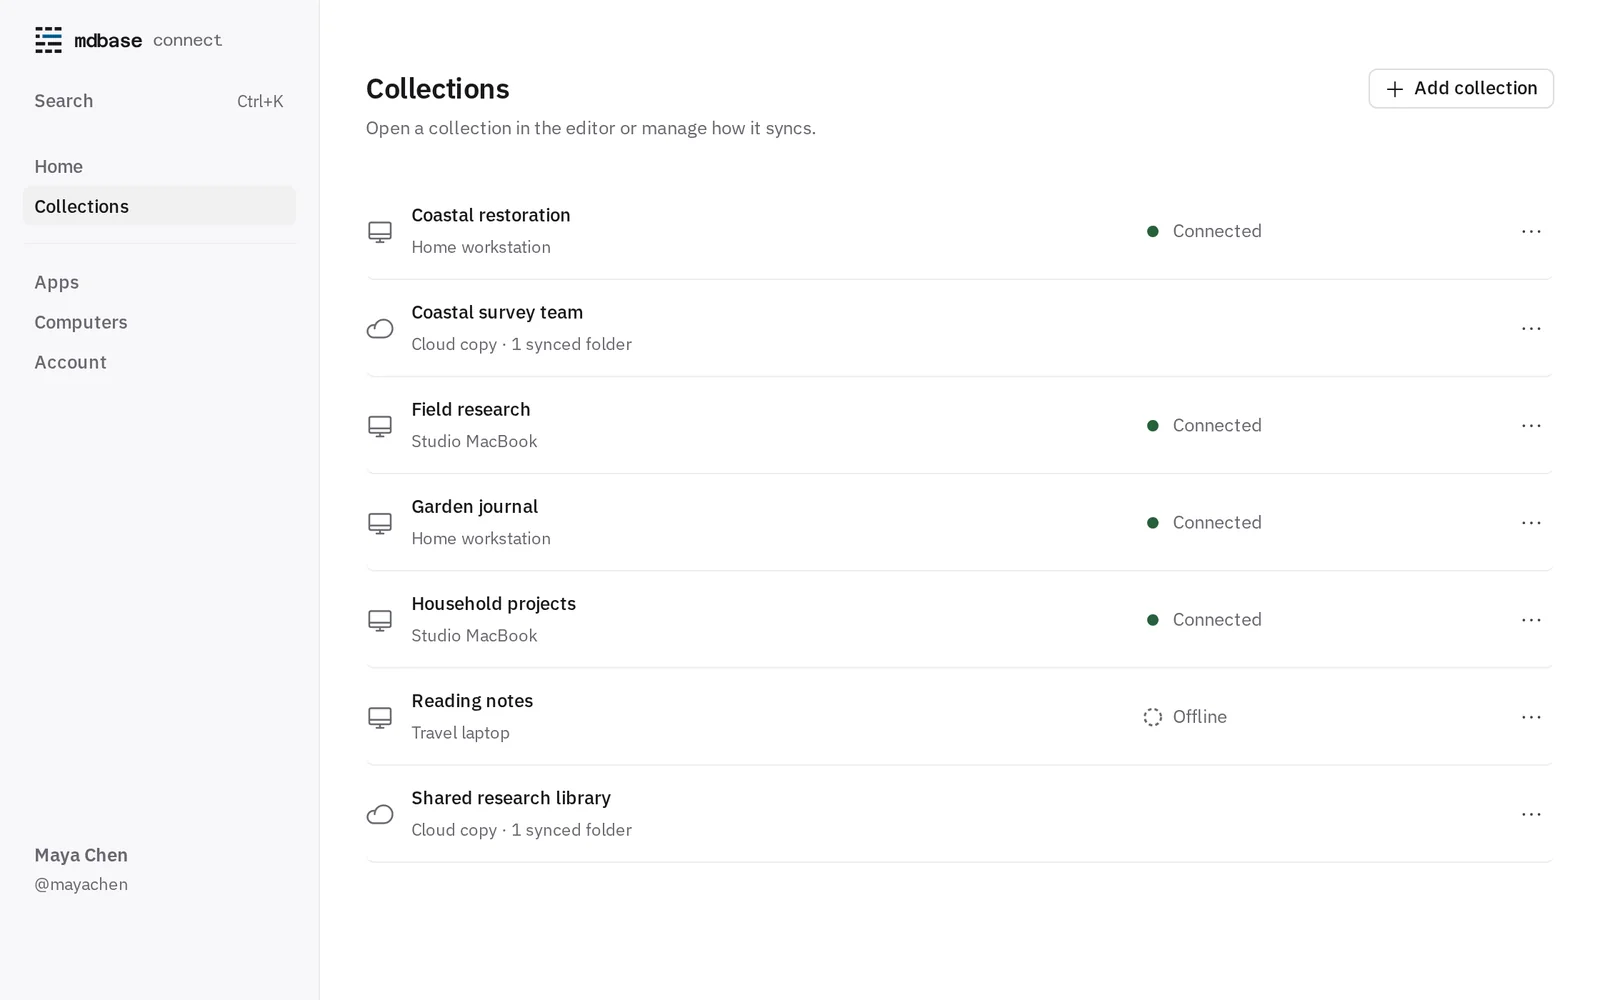 mdbase connect
Search Ctrl+K
Home
Collections
Apps
Computers
Account
Maya Chen
@mayachen
Collections
Add collection
Open a collection in the editor or manage how it syncs.
Coastal restoration
Home workstation
Connected
Coastal survey team
Cloud copy · 1 synced folder
Field research
Studio MacBook
Connected
Garden journal
Home workstation
Connected
Household projects
Studio MacBook
Connected
Reading notes
Travel laptop
Offline
Shared research library
Cloud copy · 1 synced folder